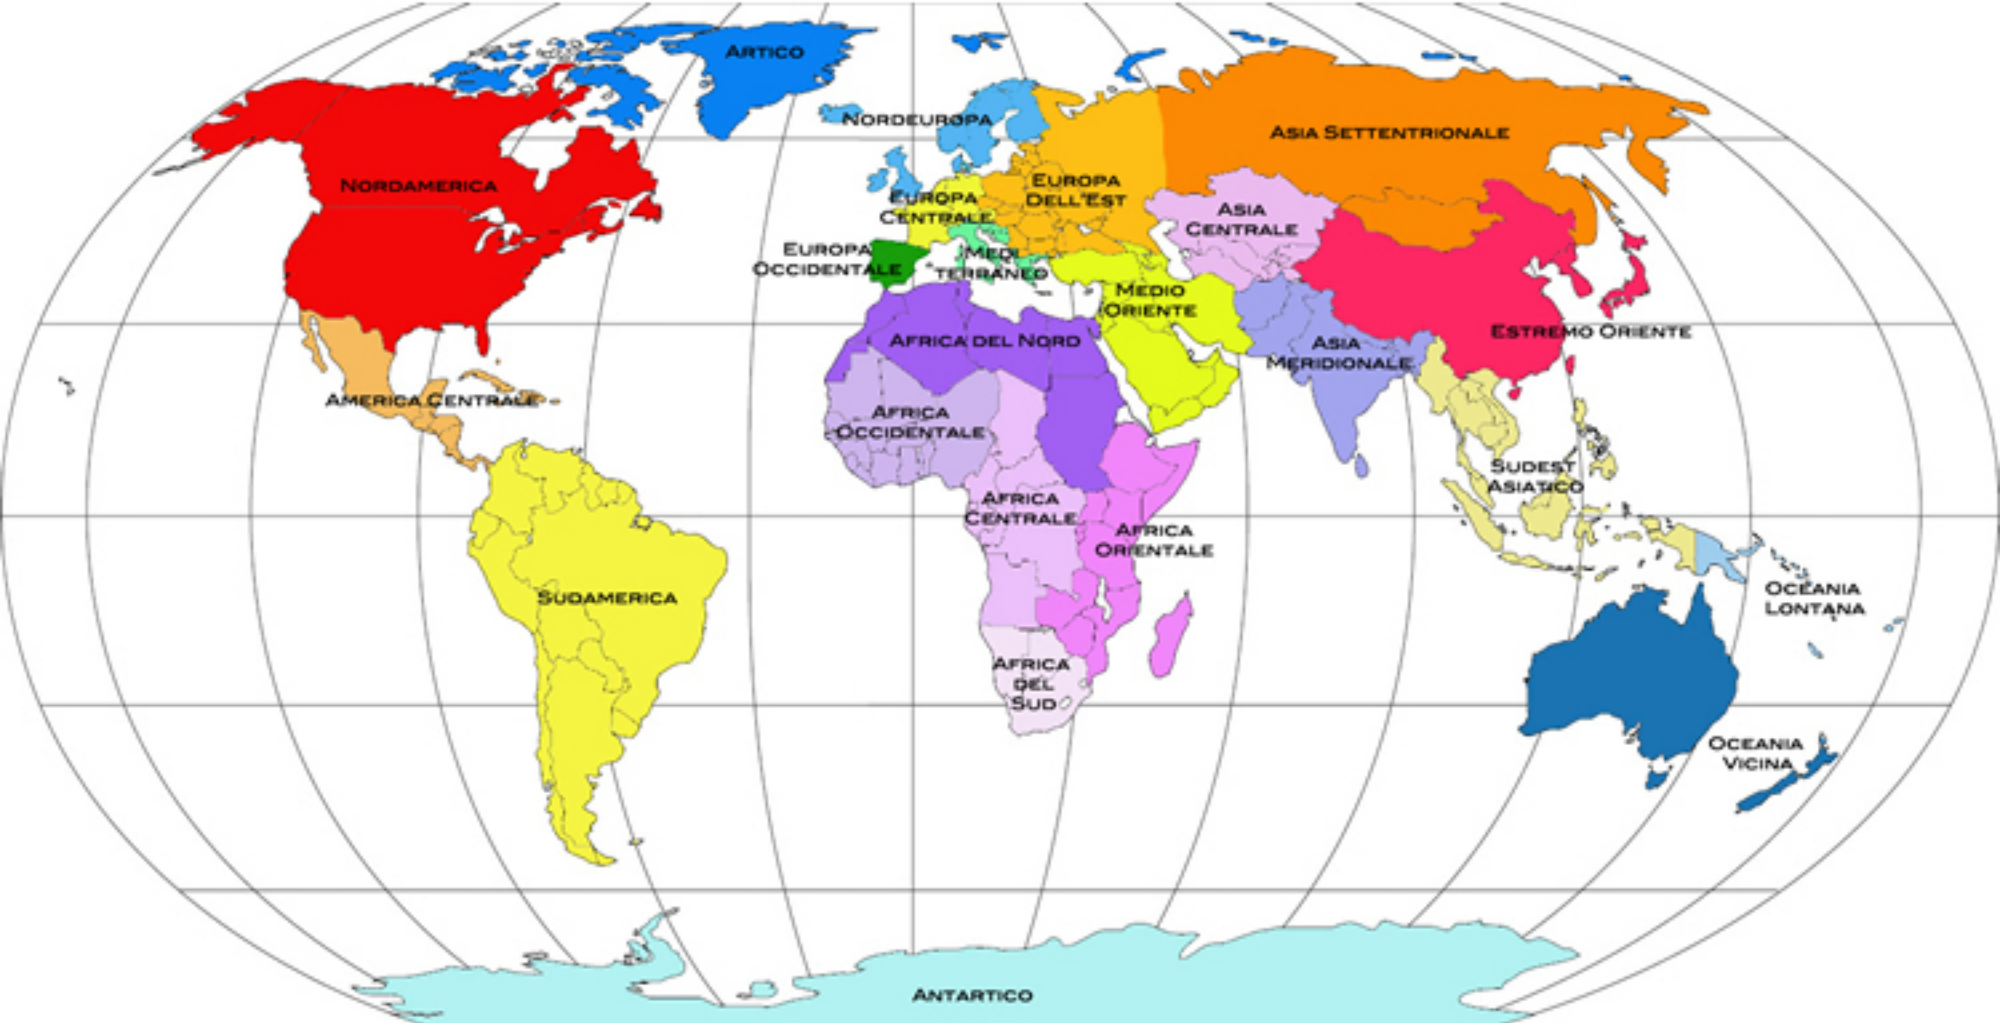 ARTICO
NORDEUROPA
ASIA SETTENTRIONALE
NORDAMERICA
EUROPA
CENTRALE
EUROPA
DELL'EST
ASIA
CENTRALE
EUROPA
OCCIDENTALE
MEDI
TERRANEO
MEDIO
ORIENTE
ESTREMO ORIENTE
AFRICA DEL NORD
ASIA
MERIDIONALE
AMERICA CENTRALE
AFRICA
OCCIDENTALE
SUDEST
ASIATICO
AFRICA
CENTRALE
AFRICA
ORIENTALE
SUDAMERICA
OCEANIA
LONTANA
AFRICA
DEL
SUD
OCEANIA
VICINA
ANTARTICO